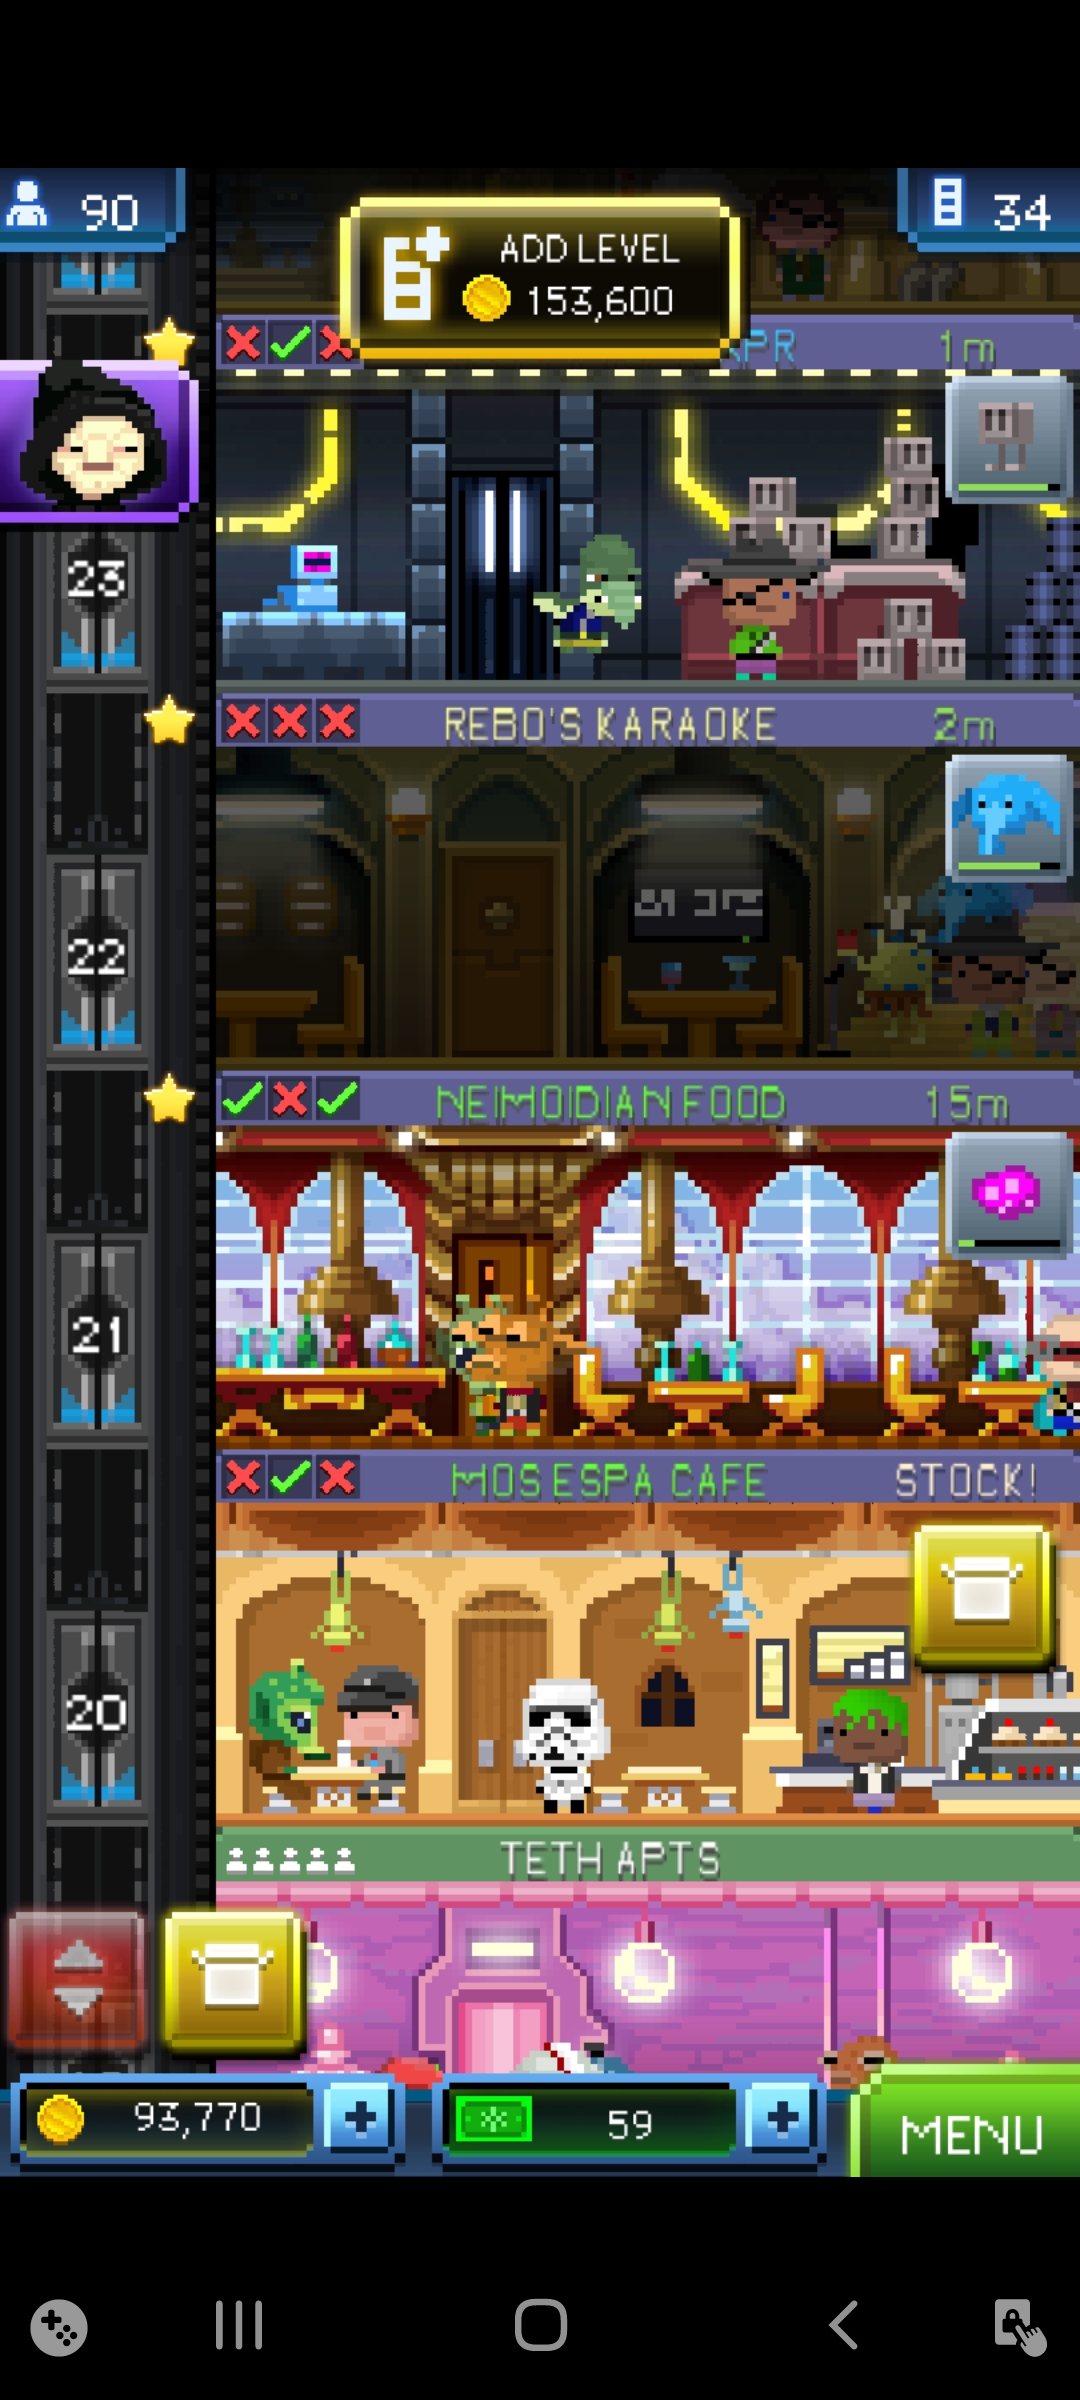 90
34
ADD LEVEL
153,600
1m
23
REBO'S KARAOKE
2m
22
NEIMOIDIAN FOOD
15m
21
MOS ESPA CAFE
STOCK!
20
TETH APTS
93,770
59
MENU